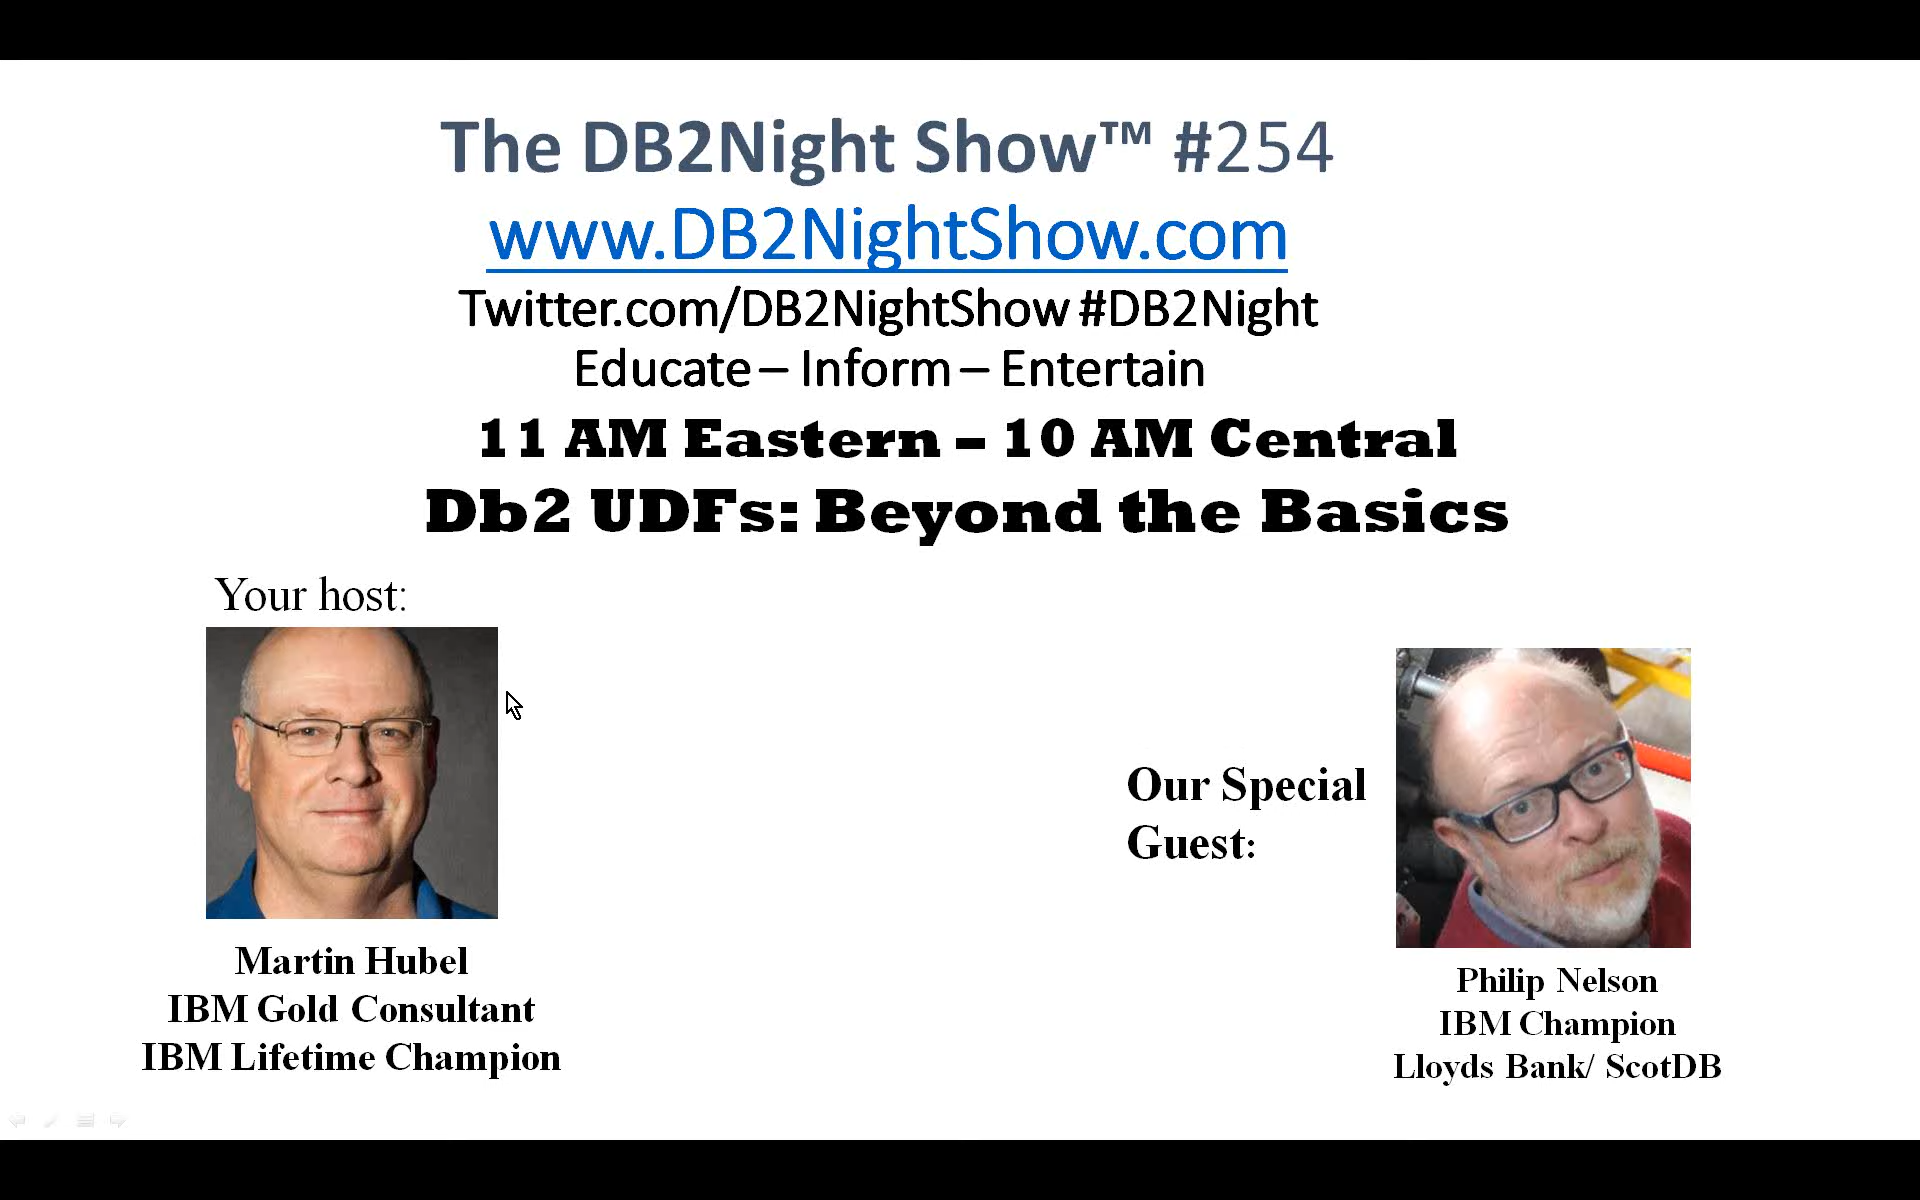 The DB2Night Show™ #254
www.DB2NightShow.com
Twitter.com/DB2NightShow #DB2Night
Educate – Inform – Entertain
11 AM Eastern – 10 AM Central
Db2 UDFs: Beyond the Basics
Your host:
Martin Hubel
IBM Gold Consultant
IBM Lifetime Champion
Our Special
Guest:
Philip Nelson
IBM Champion
Lloyds Bank/ ScotDB